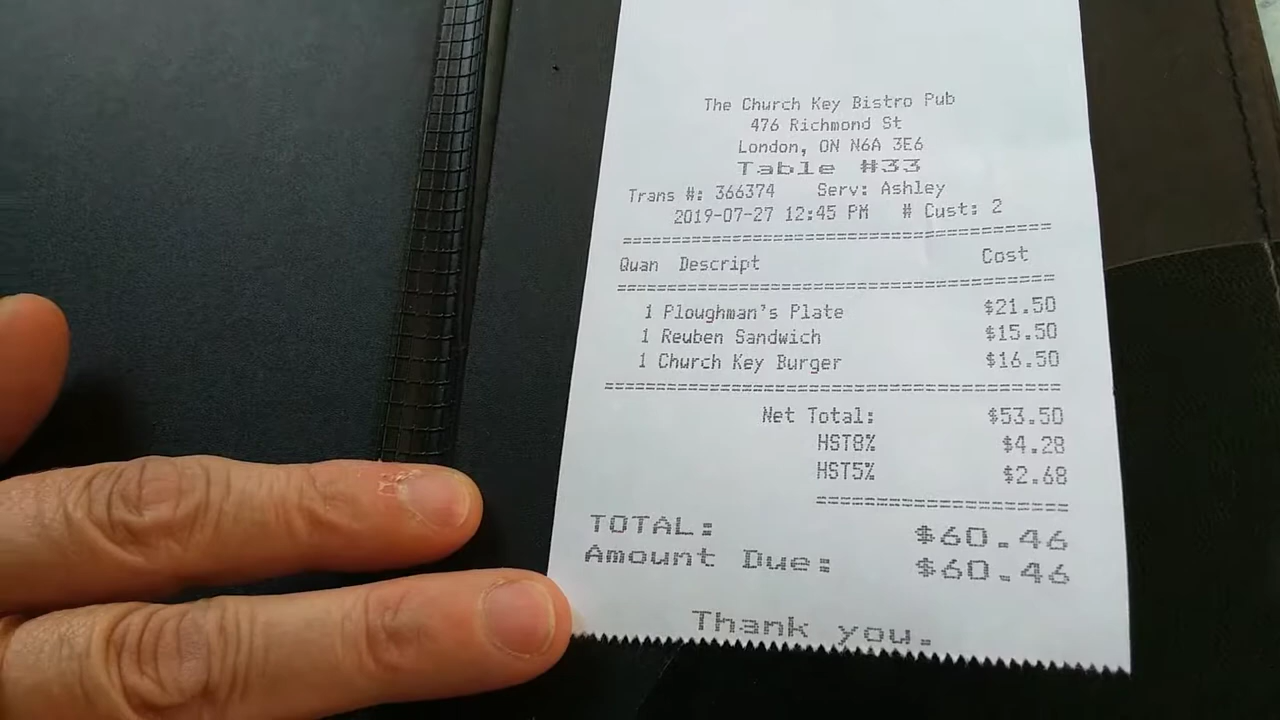 The Church Key Bistro Pub
476 Richmond St
London, ON N6A 3E6
Table #33
Trans #: 366374 Serv: Ashley
2019-07-27 12:45 PM # Cust: 2
Quan Descript Cost
1 Ploughman's Plate $21.50
1 Reuben Sandwich $15.50
1 Church Key Burger $16.50
Net Total: $53.50
HST8% $4.28
HST5% $2.68
TOTAL: $60.46
Amount Due: $60.46
Thank you.